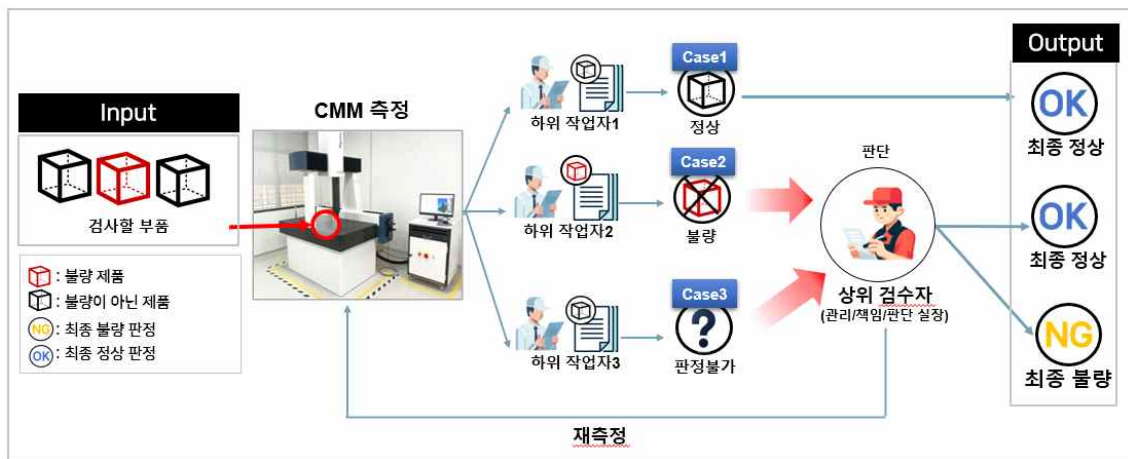 Input
검사할 부품
: 불량 제품
: 불량이 아닌 제품
NG : 최종 불량 판정
OK : 최종 정상 판정
CMM 측정
하위 작업자1
Case1
정상
하위 작업자2
Case2
불량
하위 작업자3
Case3
?
판정불가
판단
상위 검수자
(관리/책임/판단 실장)
재측정
Output
OK
최종 정상
OK
최종 정상
NG
최종 불량